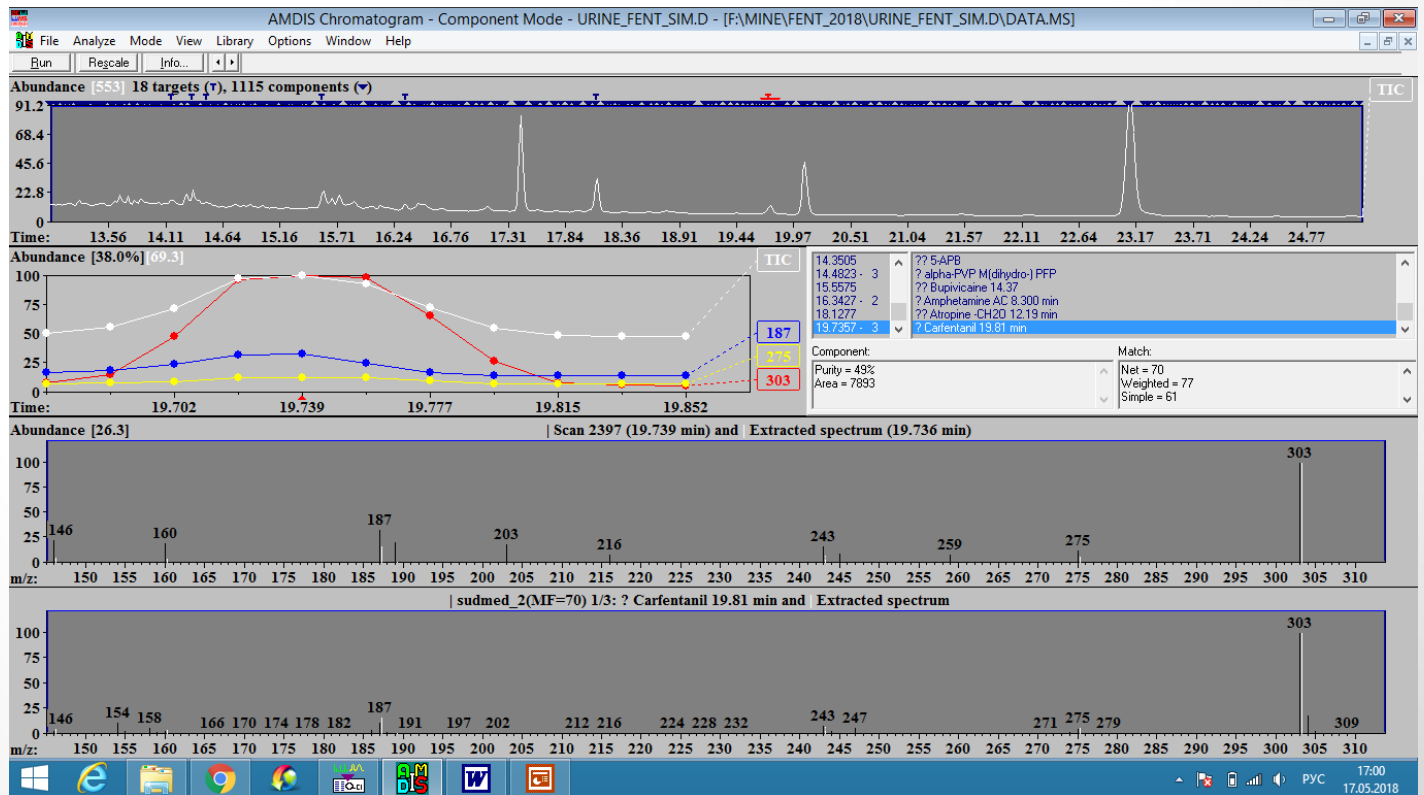 AMDIS Chromatogram - Component Mode - URINE_FENT_SIM.D - [F:\MINE\FENT_2018\URINE_FENT_SIM.D\DATA.MS]
File Analyze Mode View Library Options Window Help
Run Rescale Info...
Abundance [553] 18 targets (T), 1115 components
TIC
91.2
68.4
45.6
22.8
0
Time: 13.56 14.11 14.64 15.16 15.71 16.24 16.76 17.31 17.84 18.36 18.91 19.44 19.97 20.51 21.04 21.57 22.11 22.64 23.17 23.71 24.24 24.77
Abundance [38.0%][69.3]
TIC
100
75
50
25
0
187
275
303
Time: 19.702 19.739 19.777 19.815 19.852
14.3505 ?? 5-APB
14.4823 - 3 ? alpha-PVP M(dihydro-) PFP
15.5575 ?? Bupivicaine 14.37
16.3427 - 2 ? Amphetamine AC 8.300 min
18.1277 ?? Atropine -CH2O 12.19 min
19.7357 - 3 ? Carfentanil 19.81 min
Component: Match:
Purity = 49% Net = 70
Area = 7893 Weighted = 77
Simple = 61
Abundance [26.3] | Scan 2397 (19.739 min) and | Extracted spectrum (19.736 min)
100
75
50
25
0
146 160 187 203 216 243 259 275 303
m/z: 150 155 160 165 170 175 180 185 190 195 200 205 210 215 220 225 230 235 240 245 250 255 260 265 270 275 280 285 290 295 300 305 310
| sudmed_2(MF=70) 1/3: ? Carfentanil 19.81 min and | Extracted spectrum
100
75
50
25
0
146 154 158 166 170 174 178 182 187 191 197 202 212 216 224 228 232 243 247 271 275 279 303 309
m/z: 150 155 160 165 170 175 180 185 190 195 200 205 210 215 220 225 230 235 240 245 250 255 260 265 270 275 280 285 290 295 300 305 310
РУС
17:00
17.05.2018